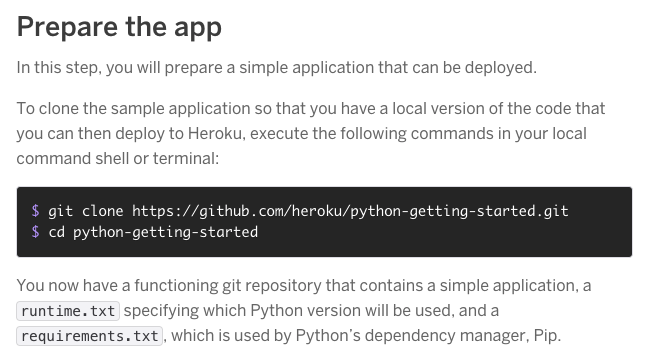 Prepare the app
In this step, you will prepare a simple application that can be deployed.
To clone the sample application so that you have a local version of the code that
you can then deploy to Heroku, execute the following commands in your local
command shell or terminal:
$ git clone https://github.com/heroku/python-getting-started.git
$ cd python-getting-started
You now have a functioning git repository that contains a simple application, a
runtime.txt specifying which Python version will be used, and a
requirements.txt, which is used by Python’s dependency manager, Pip.